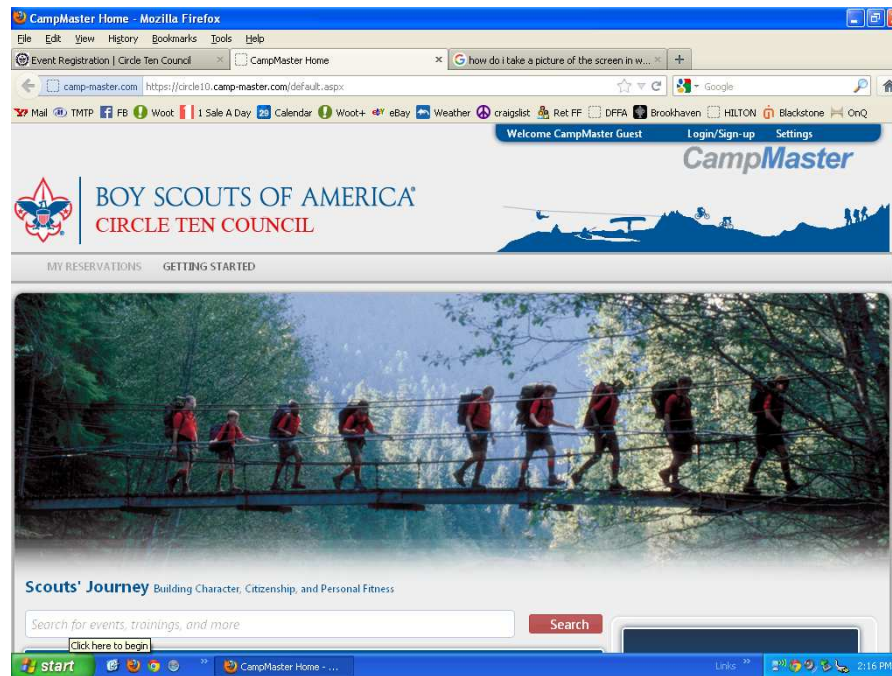 CampMaster Home - Mozilla Firefox
File Edit View History Bookmarks Tools Help
Event Registration | Circle Ten Council × CampMaster Home × how do i take a picture of the screen in w... × +
camp-master.com https://circle10.camp-master.com/default.aspx Google
Mail TMTP FB Woot 1 Sale A Day Calendar Woot+ eBay Weather craigslist Ret FF DFFA Brookhaven HILTON Blackstone OnQ
Welcome CampMaster Guest Login/Sign-up Settings
CampMaster
BOY SCOUTS OF AMERICA®
CIRCLE TEN COUNCIL
MY RESERVATIONS GETTING STARTED
Scouts' Journey Building Character, Citizenship, and Personal Fitness
Search for events, trainings, and more Search
Click here to begin
start CampMaster Home - ... Links 2:16 PM